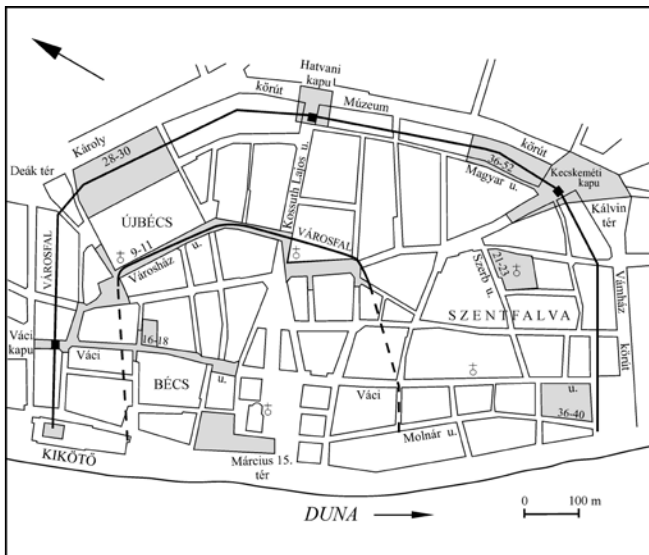 Hatvani
kapu
körút
Múzeum
Károly
28-30
Deák tér
36-52
körút
Magyar u.
Kecskeméti
kapu
Kálvin
tér
Kossuth Lajos u.
ÚJBÉCS
9-11
VÁROSFAL
Városház u.
VÁROSFAL
21-23
Szerb u.
SZENTFALVA
Vámház
körút
Váci
kapu
16-18
Váci u.
BÉCS
Váci u.
36-40
Molnár u.
KIKÖTŐ
Március 15.
tér
DUNA
0 100 m